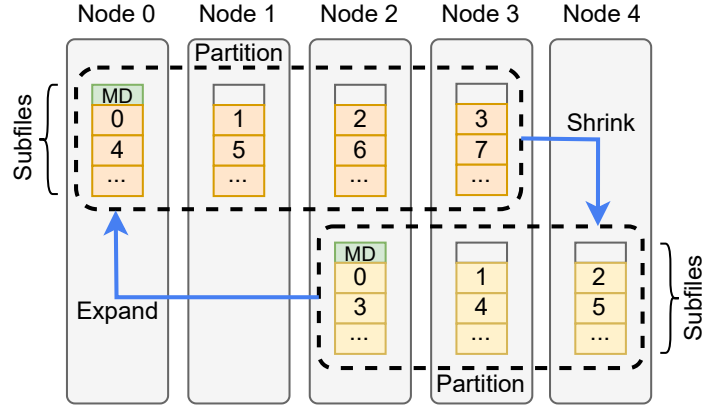 Node 0 Node 1 Node 2 Node 3 Node 4
Partition
Subfiles
MD
0 1 2 3
4 5 6 7
... ... ... ...
Shrink
Expand
MD
0 1 2
3 4 5
... ... ...
Subfiles
Partition